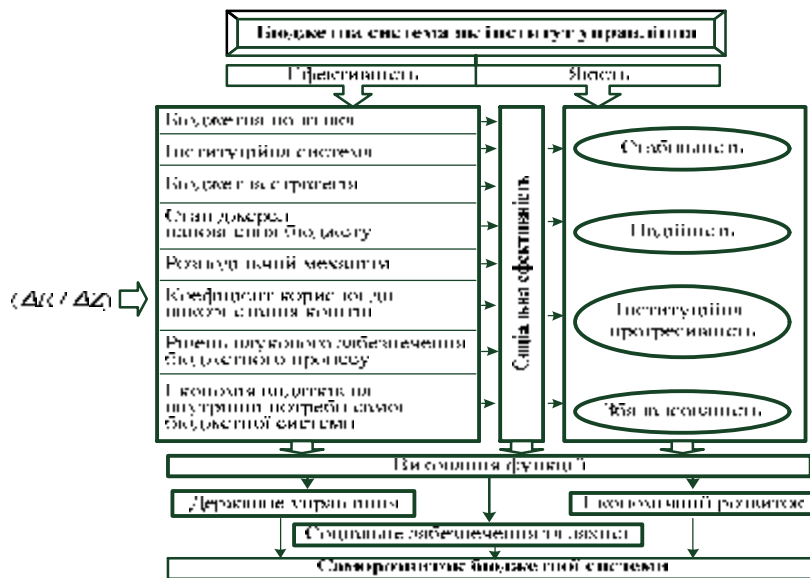 Бюджетна система як інститут управління
Ефективність
Якість
Бюджетна політика
Інституційна система
Бюджетна стратегія
Стан джерел
наповнення бюджету
Розподільчий механізм
Коефіцієнт корисної дії
використання коштів
Рівень наукового забезпечення
бюджетного процесу
Економія видатків на
внутрішні потреби самої
бюджетної системи
(ΔR / ΔZ)
Соціальна ефективність
Стабільність
Надійність
Інституційна
прогресивність
Збалансованість
Виконання функцій
Державне управління
Економічний розвиток
Соціальне забезпечення та захист
Саморозвиток бюджетної системи